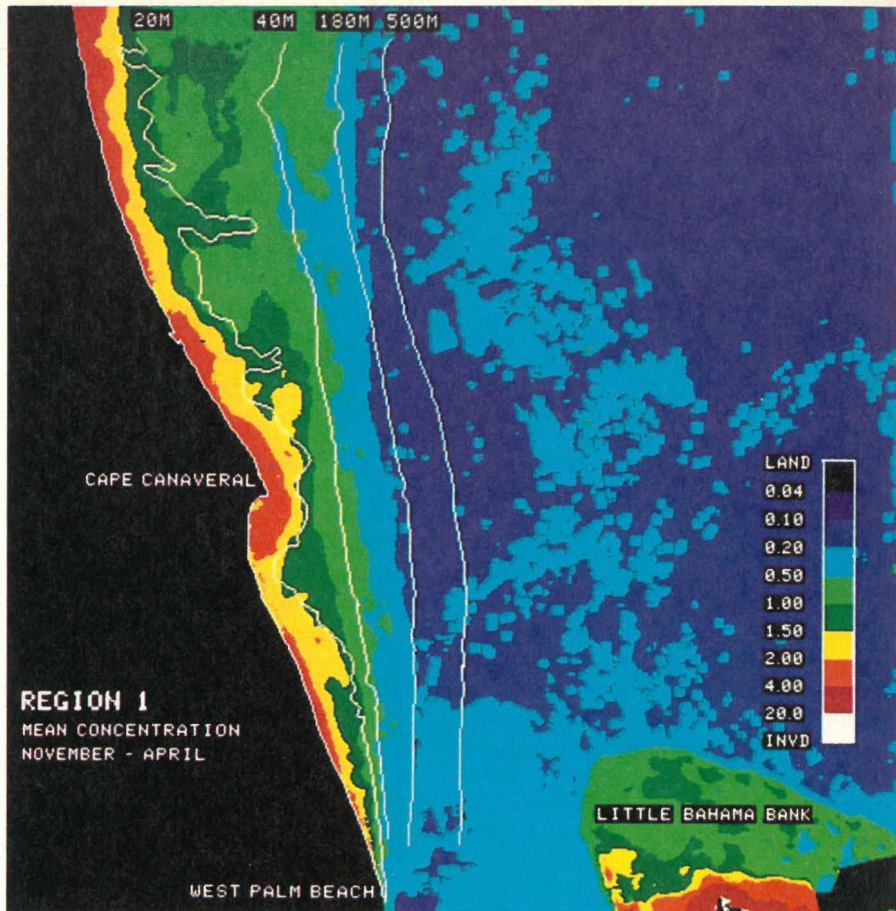 20M 40M 180M 500M
CAPE CANAVERAL
LAND
0.04
0.10
0.20
0.50
1.00
1.50
2.00
4.00
20.0
INVD
REGION 1
MEAN CONCENTRATION
NOVEMBER - APRIL
LITTLE BAHAMA BANK
WEST PALM BEACH